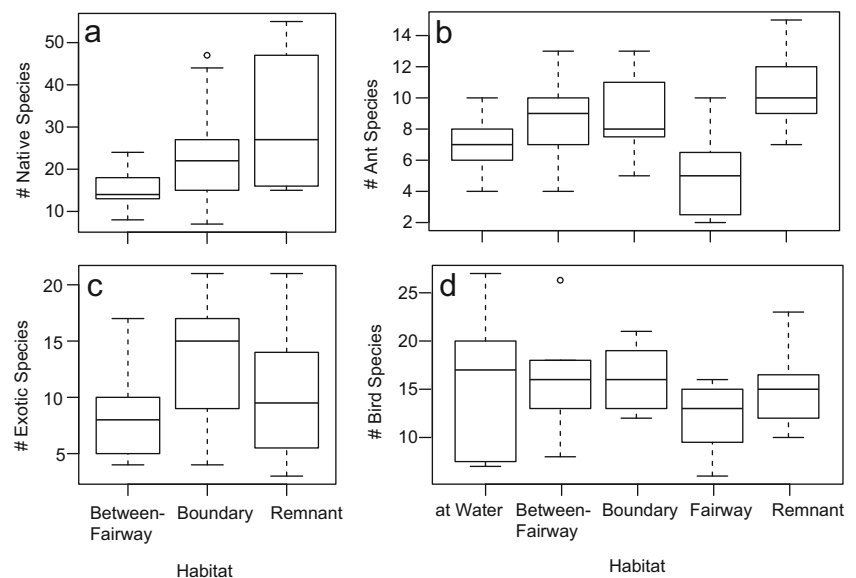 a
# Native Species
50
40
30
20
10
b
# Ant Species
14
12
10
8
6
4
2
c
# Exotic Species
20
15
10
5
Between-
Fairway
Boundary
Remnant
Habitat
d
# Bird Species
25
20
15
10
at Water
Between-
Fairway
Boundary
Fairway
Remnant
Habitat